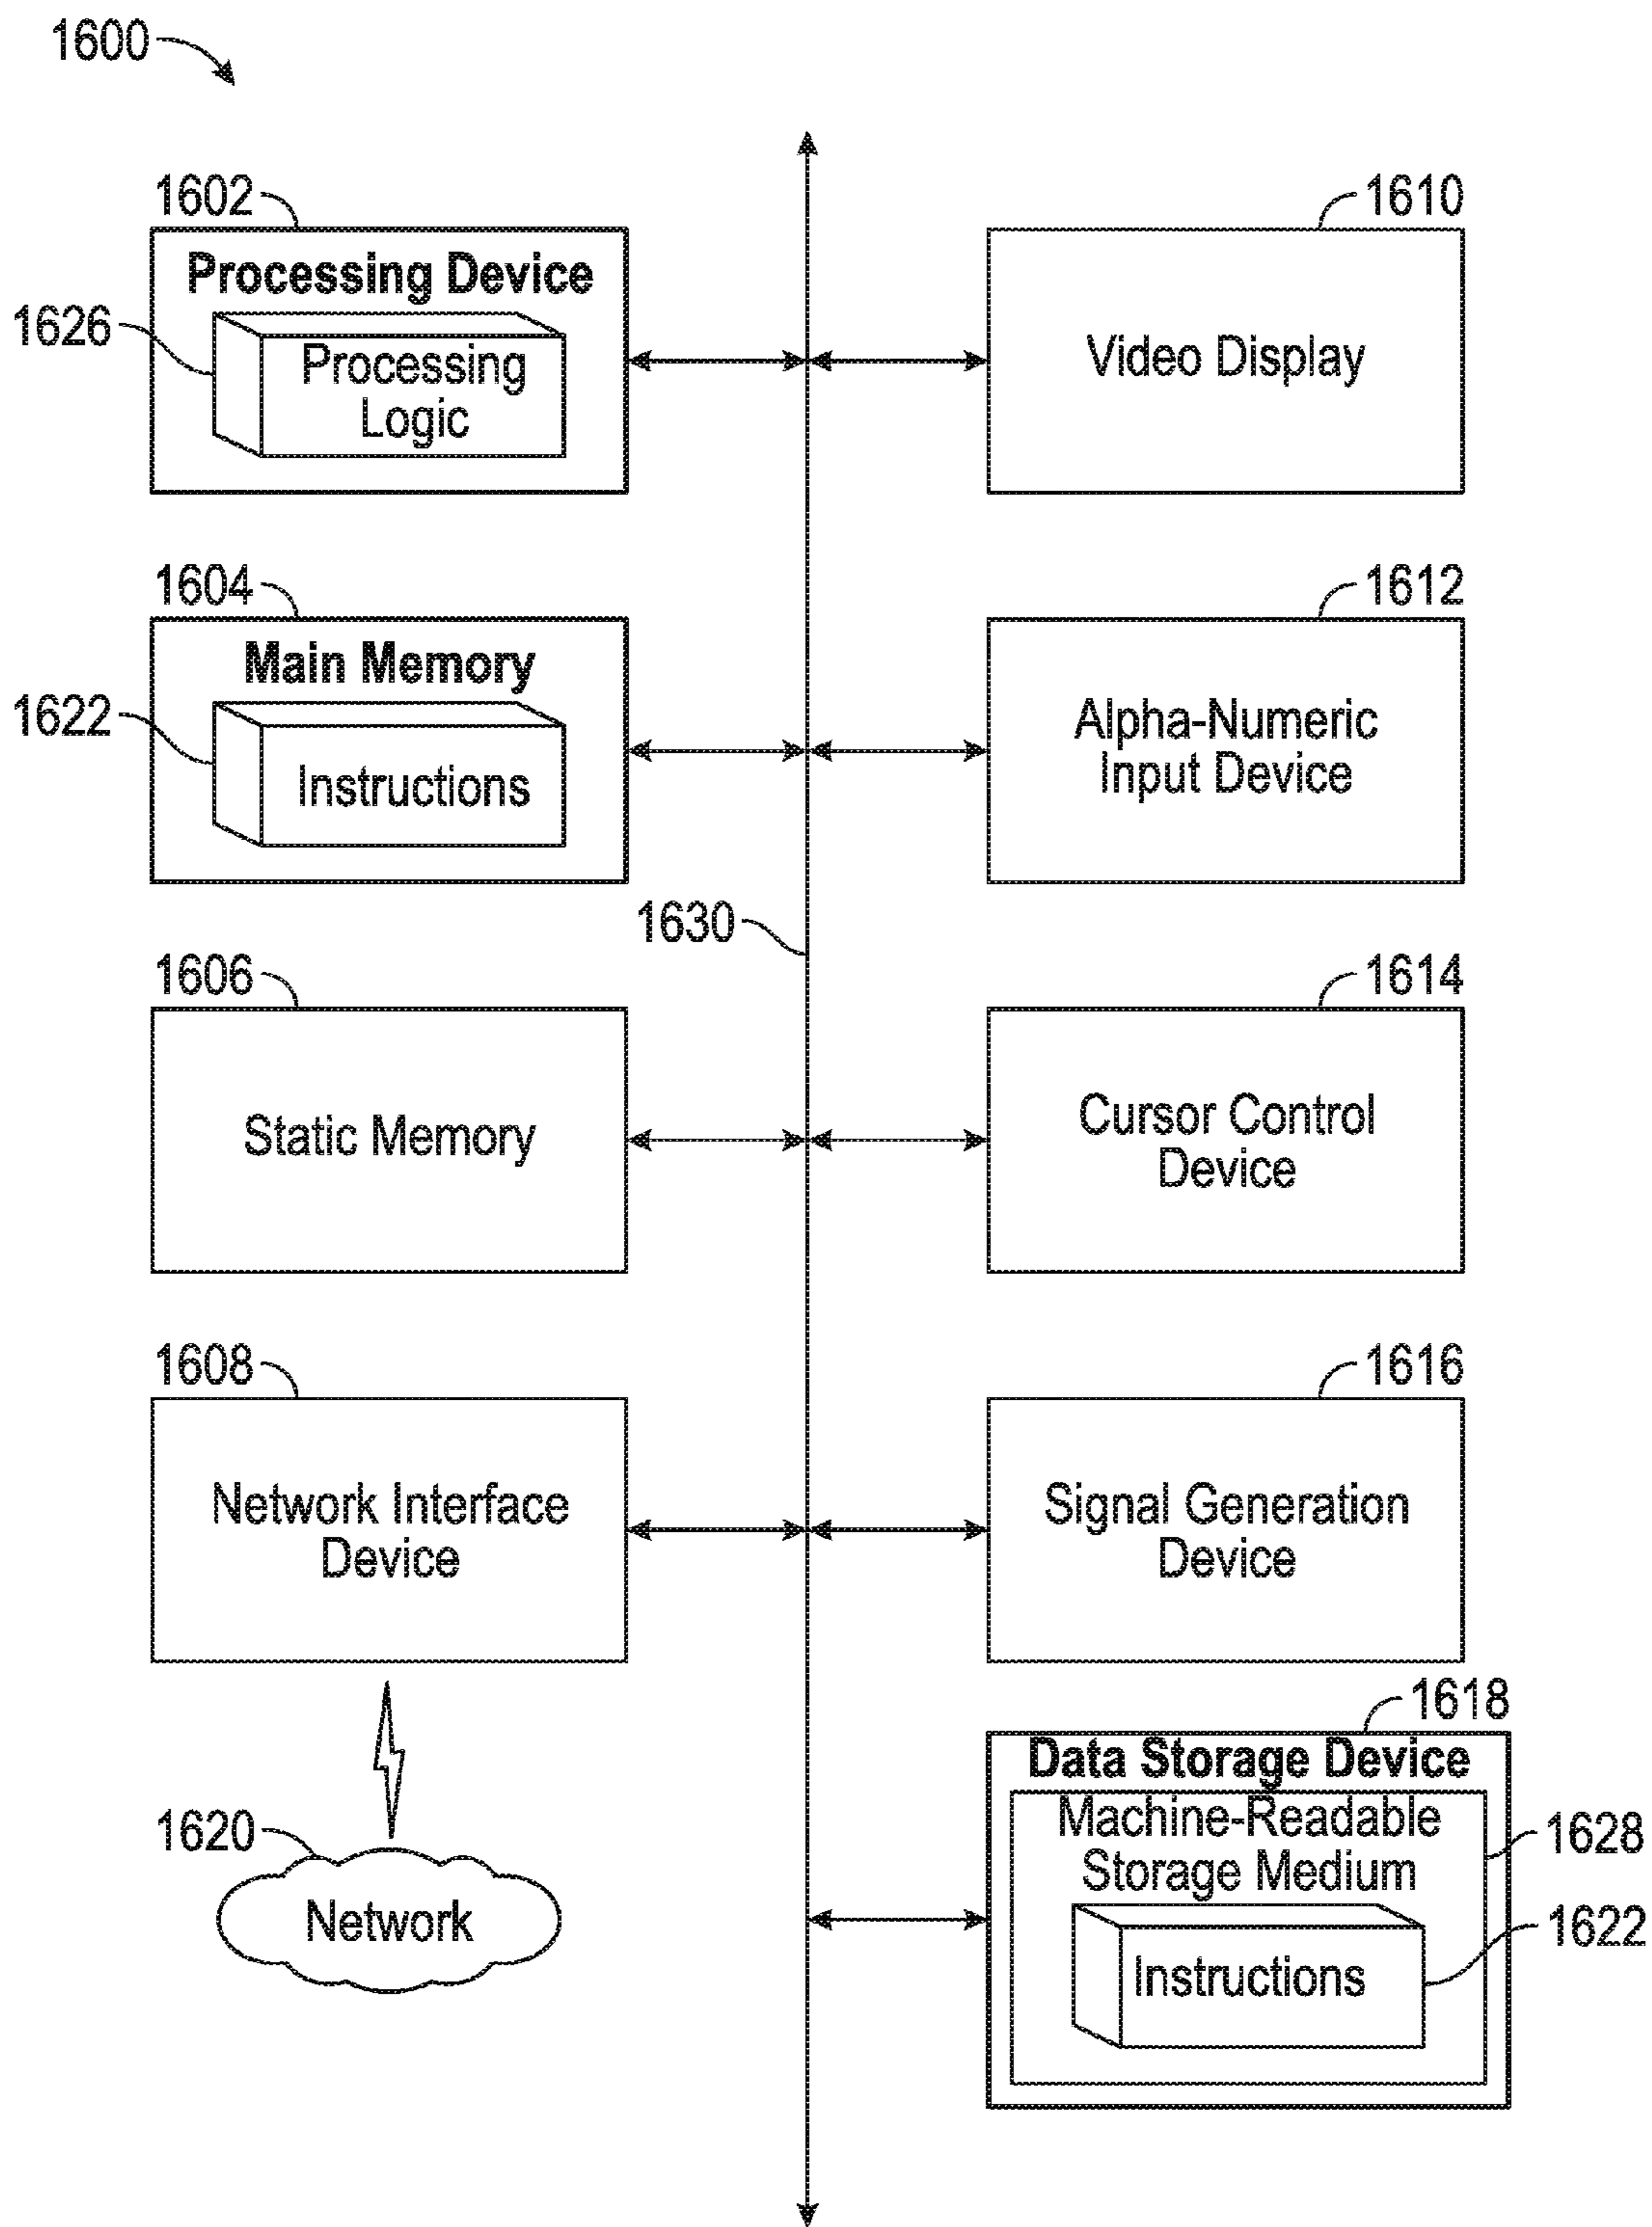 1600
1602
1610
Processing Device
1626
Processing
Logic
Video Display
1604
1612
Main Memory
1622
Instructions
Alpha-Numeric
Input Device
1630
1606
1614
Static Memory
Cursor Control
Device
1608
1616
Network Interface
Device
Signal Generation
Device
1618
Data Storage Device
1620
Network
Machine-Readable
Storage Medium
1628
1622
Instructions